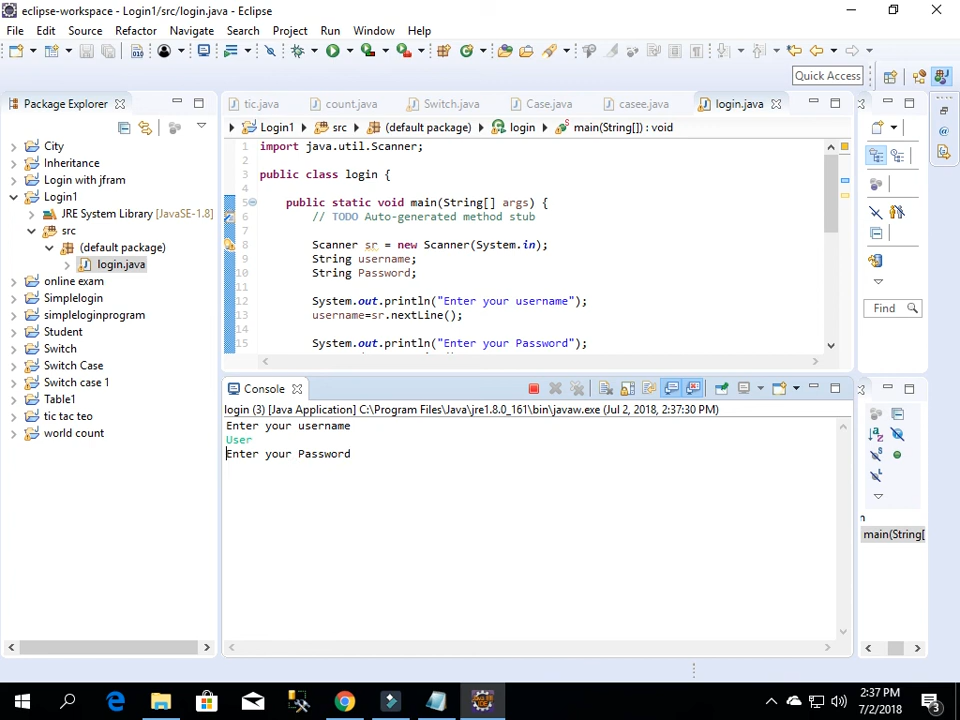 eclipse-workspace - Login1/src/login.java - Eclipse
File Edit Source Refactor Navigate Search Project Run Window Help
Quick Access
Package Explorer
City
Inheritance
Login with jfram
Login1
JRE System Library [JavaSE-1.8]
src
(default package)
login.java
online exam
Simplelogin
simpleloginprogram
Student
Switch
Switch Case
Switch case 1
Table1
tic tac teo
world count
tic.java count.java Switch.java Case.java casee.java login.java
Login1 src (default package) login main(String[]) : void
1 import java.util.Scanner;
2
3 public class login {
4
5 public static void main(String[] args) {
6 // TODO Auto-generated method stub
7
8 Scanner sr = new Scanner(System.in);
9 String username;
10 String Password;
11
12 System.out.println("Enter your username");
13 username=sr.nextLine();
14
15 System.out.println("Enter your Password");
Console
login (3) [Java Application] C:\Program Files\Java\jre1.8.0_161\bin\javaw.exe (Jul 2, 2018, 2:37:30 PM)
Enter your username
User
Enter your Password
Find
main(String[
2:37 PM
7/2/2018
3